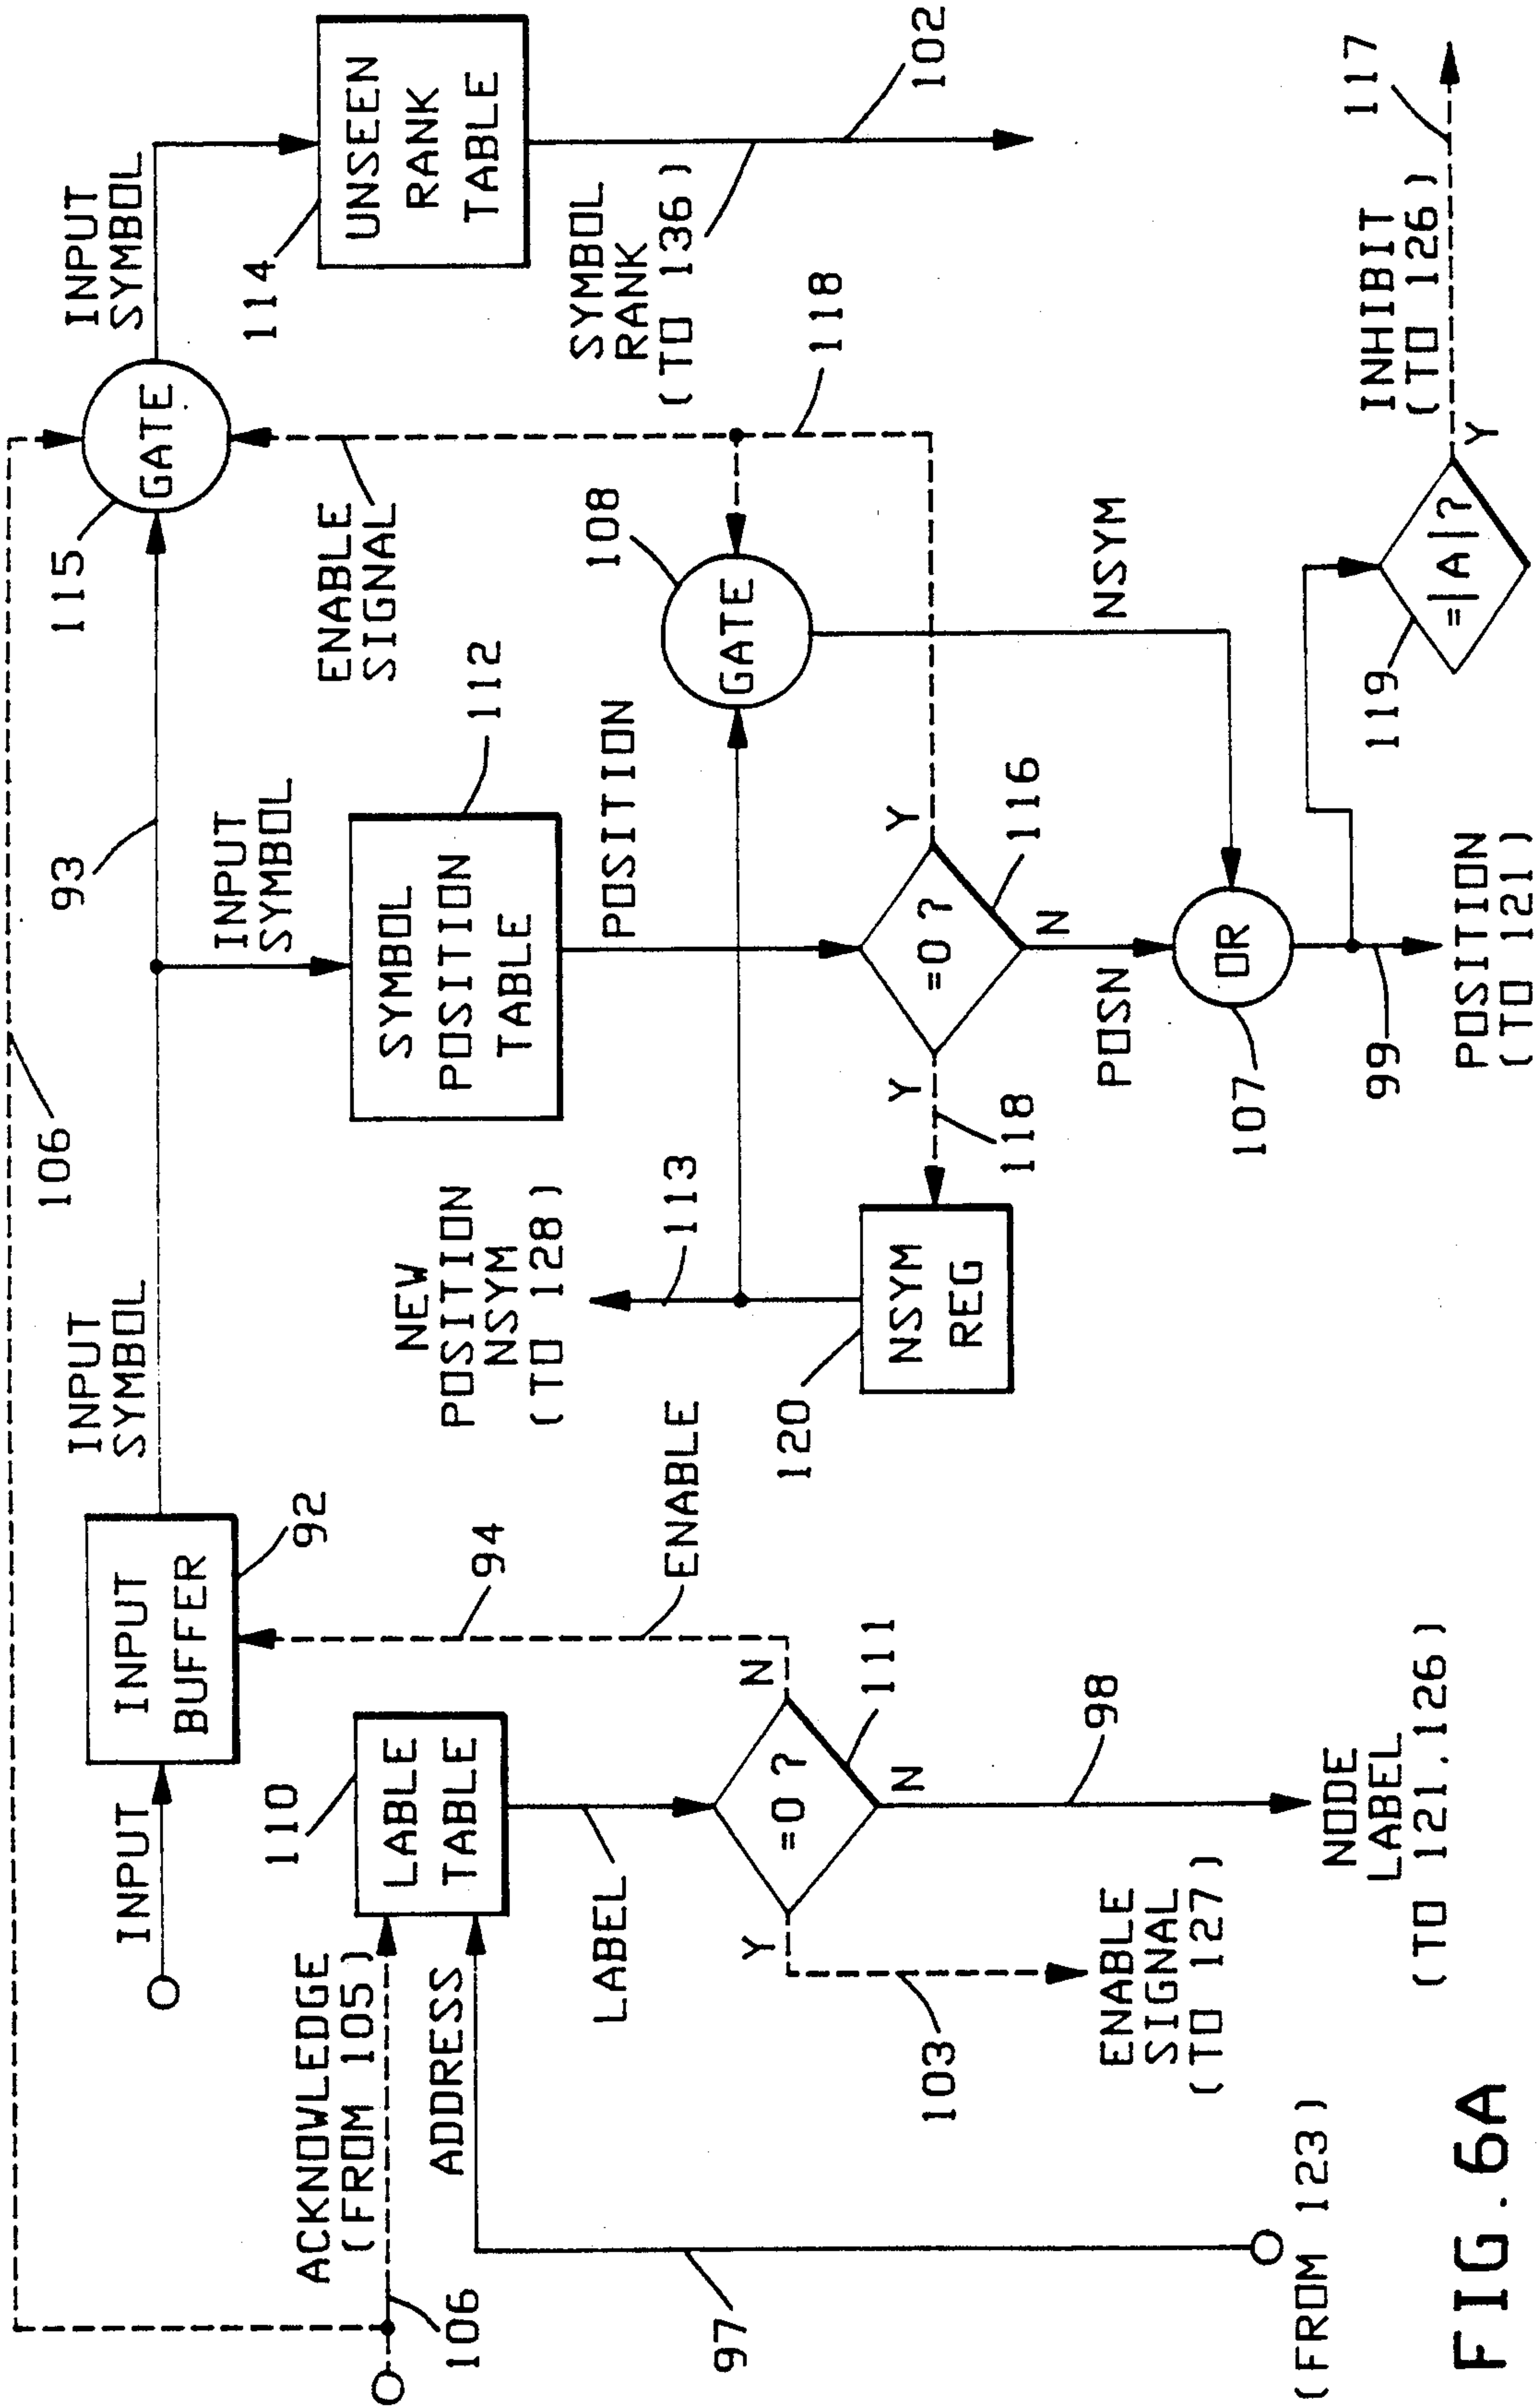 106
INPUT
INPUT
BUFFER
92
INPUT
SYMBOL
93
115
GATE
INPUT
SYMBOL
114
UNSEEN
RANK
TABLE
ACKNOWLEDGE
(FROM 105)
106
ADDRESS
97
(FROM 123)
110
LABLE
TABLE
LABEL
94
ENABLE
=0 ?
111
Y
N
N
103
ENABLE
SIGNAL
(TO 127)
98
NODE
LABEL
(TO 121,126)
INPUT
SYMBOL
SYMBOL
POSITION
TABLE
112
ENABLE
SIGNAL
SYMBOL
RANK
(TO 136)
102
NEW
POSITION
NSYM
(TO 128)
113
POSITION
108
GATE
118
120
NSYM
REG
Y
118
=0 ?
116
Y
N
POSN
NSYM
107
OR
99
POSITION
(TO 121)
119
=|A|?
Y
INHIBIT
(TO 126)
117
FIG. 6A